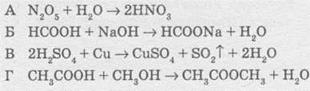 А N₂O₅ + H₂O → 2HNO₃
Б HCOOH + NaOH → HCOONa + H₂O
В 2H₂SO₄ + Cu → CuSO₄ + SO₂↑ + 2H₂O
Г CH₃COOH + CH₃OH → CH₃COOCH₃ + H₂O